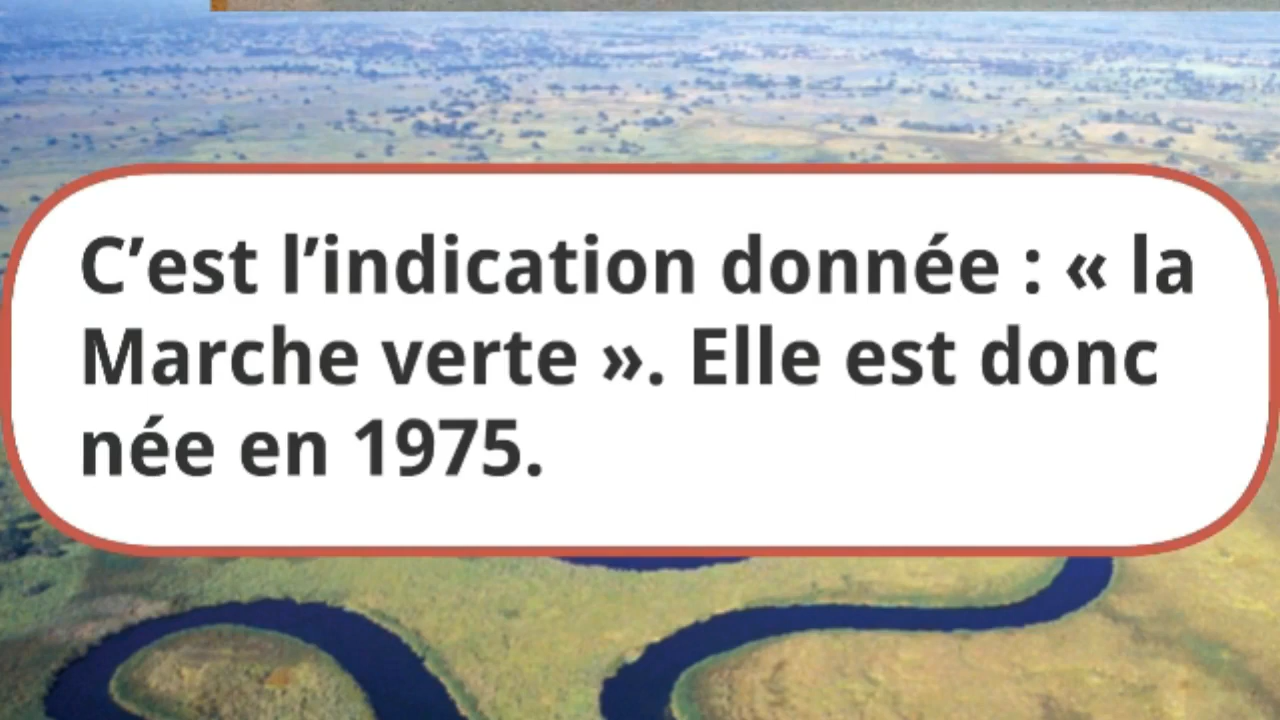 C’est l’indication donnée : « la
Marche verte ». Elle est donc
née en 1975.